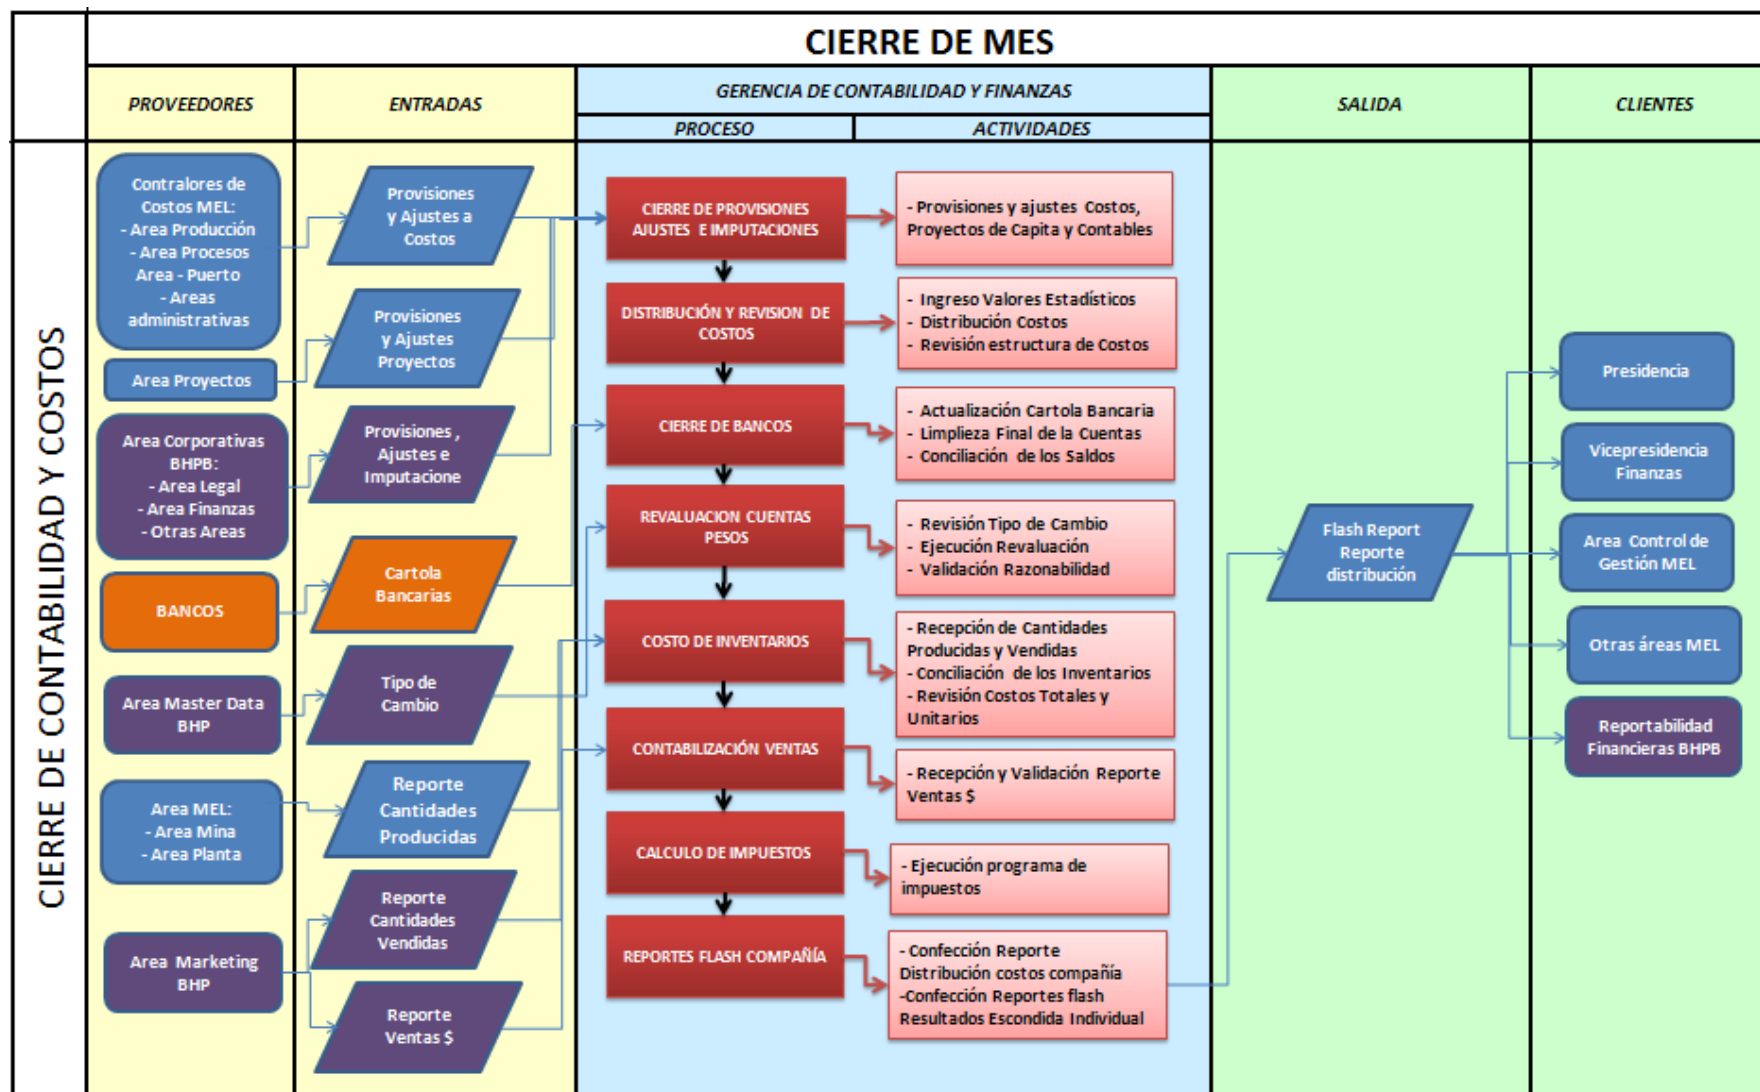 CIERRE DE MES
PROVEEDORES
ENTRADAS
GERENCIA DE CONTABILIDAD Y FINANZAS
PROCESO
ACTIVIDADES
SALIDA
CLIENTES
CIERRE DE CONTABILIDAD Y COSTOS
Contralores de
Costos MEL:
- Area Producción
- Area Procesos
Area - Puerto
- Areas
administrativas
Area Proyectos
Area Corporativas
BHPB:
- Area Legal
- Area Finanzas
- Otras Areas
BANCOS
Area Master Data
BHP
Area MEL:
- Area Mina
- Area Planta
Area Marketing
BHP
Provisiones
y Ajustes a
Costos
Provisiones
y Ajustes
Proyectos
Provisiones ,
Ajustes e
Imputacione
Cartola
Bancarias
Tipo de
Cambio
Reporte
Cantidades
Producidas
Reporte
Cantidades
Vendidas
Reporte
Ventas $
CIERRE DE PROVISIONES
AJUSTES E IMPUTACIONES
DISTRIBUCIÓN Y REVISION DE
COSTOS
CIERRE DE BANCOS
REVALUACION CUENTAS
PESOS
COSTO DE INVENTARIOS
CONTABILIZACIÓN VENTAS
CALCULO DE IMPUESTOS
REPORTES FLASH COMPAÑÍA
- Provisiones y ajustes Costos,
Proyectos de Capita y Contables
- Ingreso Valores Estadísticos
- Distribución Costos
- Revisión estructura de Costos
- Actualización Cartola Bancaria
- Limplieza Final de la Cuentas
- Conciliación de los Saldos
- Revisión Tipo de Cambio
- Ejecución Revaluación
- Validación Razonabilidad
- Recepción de Cantidades
Producidas y Vendidas
- Conciliación de los Inventarios
- Revisión Costos Totales y
Unitarios
- Recepción y Validación Reporte
Ventas $
- Ejecución programa de
impuestos
- Confección Reporte
Distribución costos compañía
-Confección Reportes flash
Resultados Escondida Individual
Flash Report
Reporte
distribución
Presidencia
Vicepresidencia
Finanzas
Area Control de
Gestión MEL
Otras áreas MEL
Reportabilidad
Financieras BHPB